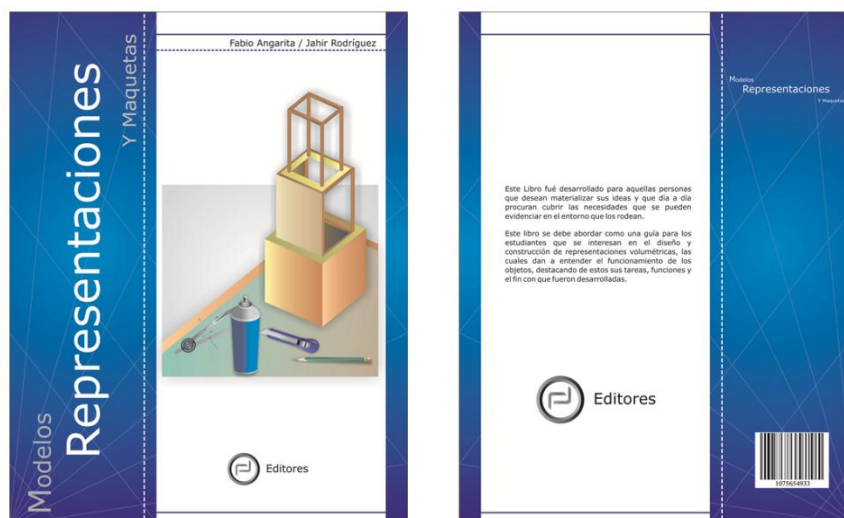 Modelos
Representaciones
Y Maquetas
Fabio Angarita / Jahir Rodríguez
Editores
Este Libro fué desarrollado para aquellas personas
que desean materializar sus ideas y que día a día
procuran cubrir las necesidades que se pueden
evidenciar en el entorno que los rodean.
Este libro se debe abordar como una guía para los
estudiantes que se interesan en el diseño y
construcción de representaciones volumétricas, las
cuales dan a entender el funcionamiento de los
objetos, destacando de estos sus tareas, funciones y
el fin con que fueron desarrolladas.
Editores
Modelos
Representaciones
Y Maquetas
1075654933